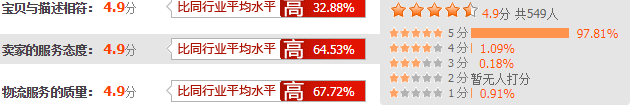 宝贝与描述相符： 4.9分 比同行业平均水平 高 32.88%
卖家的服务态度： 4.9分 比同行业平均水平 高 64.53%
物流服务的质量： 4.9分 比同行业平均水平 高 67.72%
4.9分 共549人
5分 97.81%
4分 1.09%
3分 0.18%
2分 暂无人打分
1分 0.91%